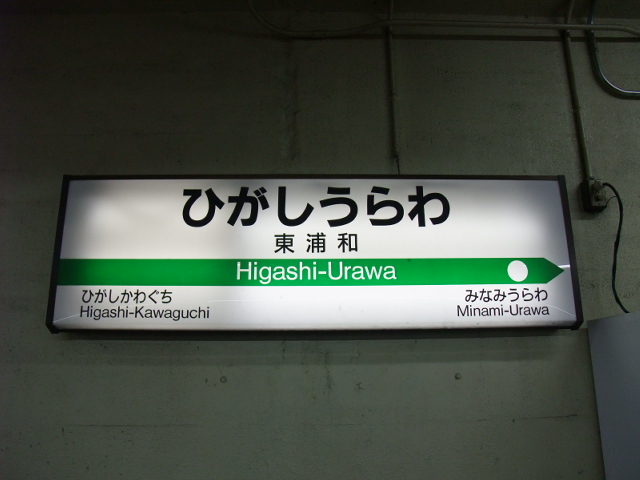 ひがしうらわ
東浦和
Higashi-Urawa
ひがしかわぐち
Higashi-Kawaguchi
みなみうらわ
Minami-Urawa